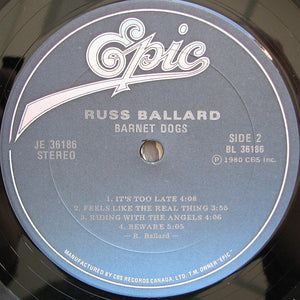 Epic
RUSS BALLARD
BARNET DOGS
JE 36186
STEREO
SIDE 2
BL 36186
Ⓟ 1980 CBS Inc.
1. IT'S TOO LATE 4:08
2. FEELS LIKE THE REAL THING 3:55
3. RIDING WITH THE ANGELS 4:06
4. BEWARE 5:05
- R. Ballard -
MANUFACTURED BY CBS RECORDS CANADA, LTD. T.M. OWNER "EPIC"